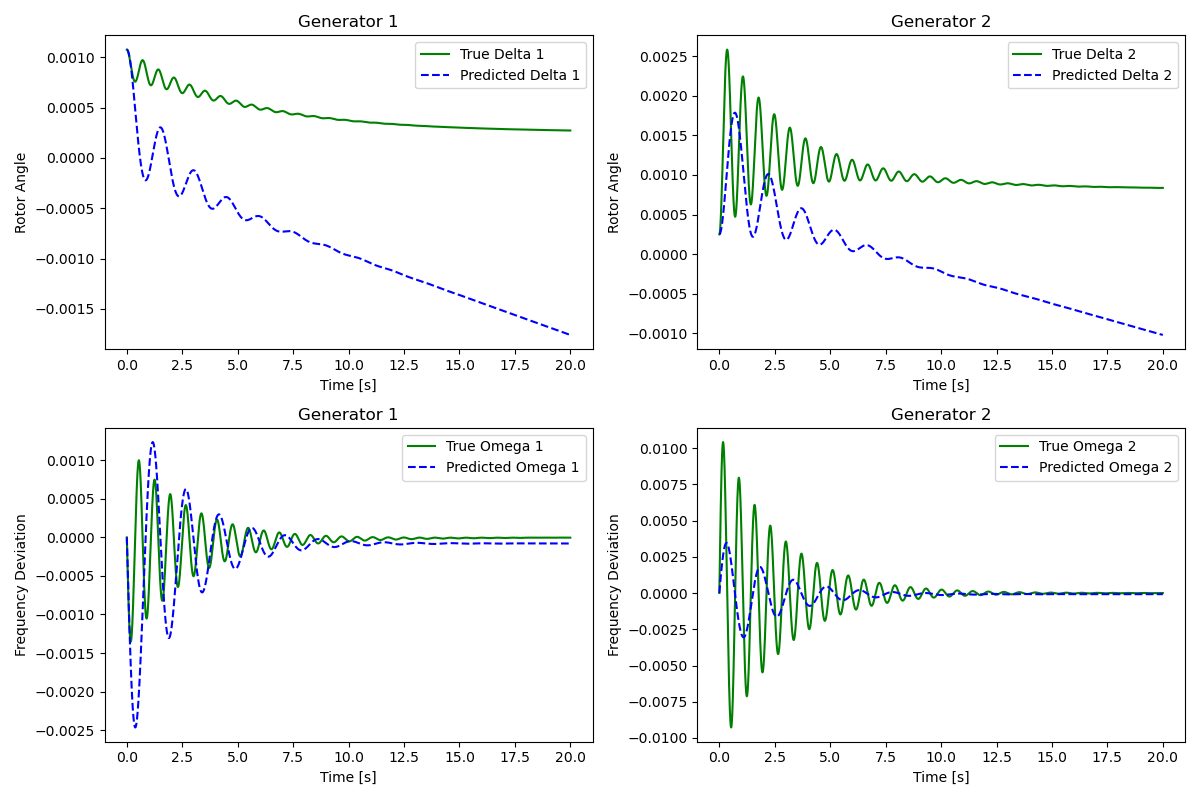 Generator 1
Rotor Angle
0.0010
0.0005
0.0000
−0.0005
−0.0010
−0.0015
True Delta 1
Predicted Delta 1
0.0 2.5 5.0 7.5 10.0 12.5 15.0 17.5 20.0
Time [s]
Generator 2
Rotor Angle
0.0025
0.0020
0.0015
0.0010
0.0005
0.0000
−0.0005
−0.0010
True Delta 2
Predicted Delta 2
0.0 2.5 5.0 7.5 10.0 12.5 15.0 17.5 20.0
Time [s]
Generator 1
Frequency Deviation
0.0010
0.0005
0.0000
−0.0005
−0.0010
−0.0015
−0.0020
−0.0025
True Omega 1
Predicted Omega 1
0.0 2.5 5.0 7.5 10.0 12.5 15.0 17.5 20.0
Time [s]
Generator 2
Frequency Deviation
0.0100
0.0075
0.0050
0.0025
0.0000
−0.0025
−0.0050
−0.0075
−0.0100
True Omega 2
Predicted Omega 2
0.0 2.5 5.0 7.5 10.0 12.5 15.0 17.5 20.0
Time [s]